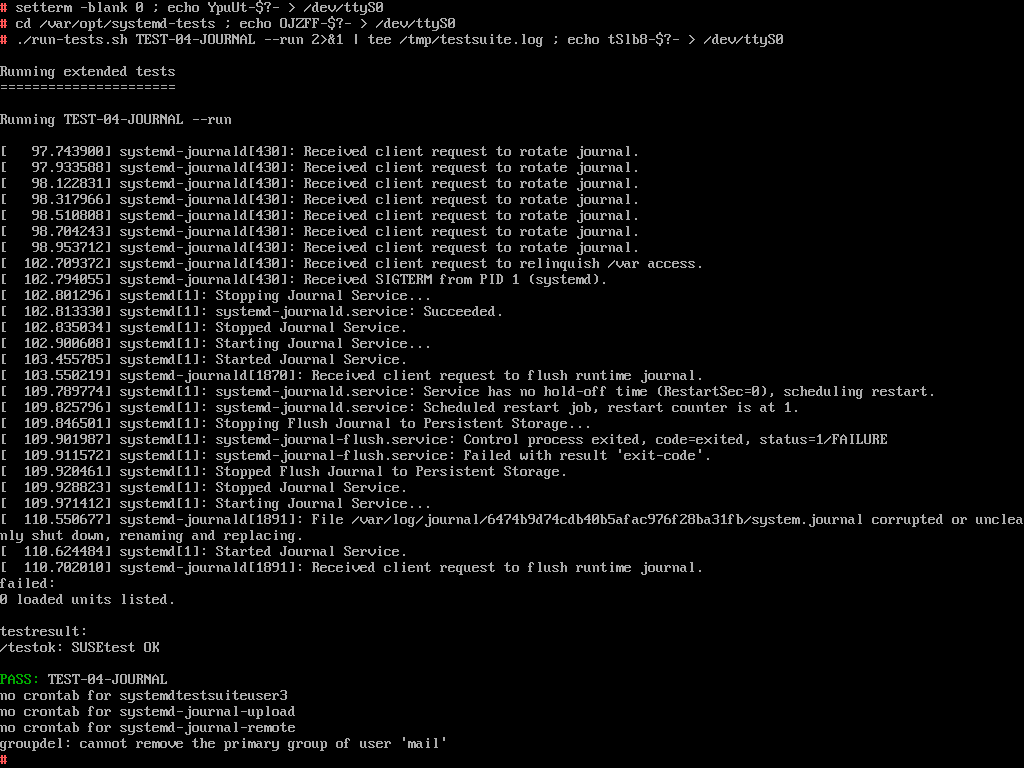 # setterm -blank 0 ; echo YpuUt-$?- > /dev/ttyS0
# cd /var/opt/systemd-tests ; echo OJZFF-$?- > /dev/ttyS0
# ./run-tests.sh TEST-04-JOURNAL --run 2>&1 | tee /tmp/testsuite.log ; echo tSlb8-$?- > /dev/ttyS0
Running extended tests
======================
Running TEST-04-JOURNAL --run
[   97.743900] systemd-journald[430]: Received client request to rotate journal.
[   97.933588] systemd-journald[430]: Received client request to rotate journal.
[   98.122831] systemd-journald[430]: Received client request to rotate journal.
[   98.317966] systemd-journald[430]: Received client request to rotate journal.
[   98.510808] systemd-journald[430]: Received client request to rotate journal.
[   98.704243] systemd-journald[430]: Received client request to rotate journal.
[   98.953712] systemd-journald[430]: Received client request to rotate journal.
[  102.709372] systemd-journald[430]: Received client request to relinquish /var access.
[  102.794055] systemd-journald[430]: Received SIGTERM from PID 1 (systemd).
[  102.801296] systemd[1]: Stopping Journal Service...
[  102.813330] systemd[1]: systemd-journald.service: Succeeded.
[  102.835034] systemd[1]: Stopped Journal Service.
[  102.900608] systemd[1]: Starting Journal Service...
[  103.455785] systemd[1]: Started Journal Service.
[  103.550219] systemd-journald[1870]: Received client request to flush runtime journal.
[  109.789774] systemd[1]: systemd-journald.service: Service has no hold-off time (RestartSec=0), scheduling restart.
[  109.825796] systemd[1]: systemd-journald.service: Scheduled restart job, restart counter is at 1.
[  109.846501] systemd[1]: Stopping Flush Journal to Persistent Storage...
[  109.901987] systemd[1]: systemd-journal-flush.service: Control process exited, code=exited, status=1/FAILURE
[  109.911572] systemd[1]: systemd-journal-flush.service: Failed with result 'exit-code'.
[  109.920461] systemd[1]: Stopped Flush Journal to Persistent Storage.
[  109.928823] systemd[1]: Stopped Journal Service.
[  109.971412] systemd[1]: Starting Journal Service...
[  110.550677] systemd-journald[1891]: File /var/log/journal/6474b9d74cdb40b5afac976f28ba31fb/system.journal corrupted or unclea
nly shut down, renaming and replacing.
[  110.624484] systemd[1]: Started Journal Service.
[  110.702010] systemd-journald[1891]: Received client request to flush runtime journal.
failed:
0 loaded units listed.
testresult:
/testok: SUSEtest OK
PASS: TEST-04-JOURNAL
no crontab for systemdtestsuiteuser3
no crontab for systemd-journal-upload
no crontab for systemd-journal-remote
groupdel: cannot remove the primary group of user 'mail'
#